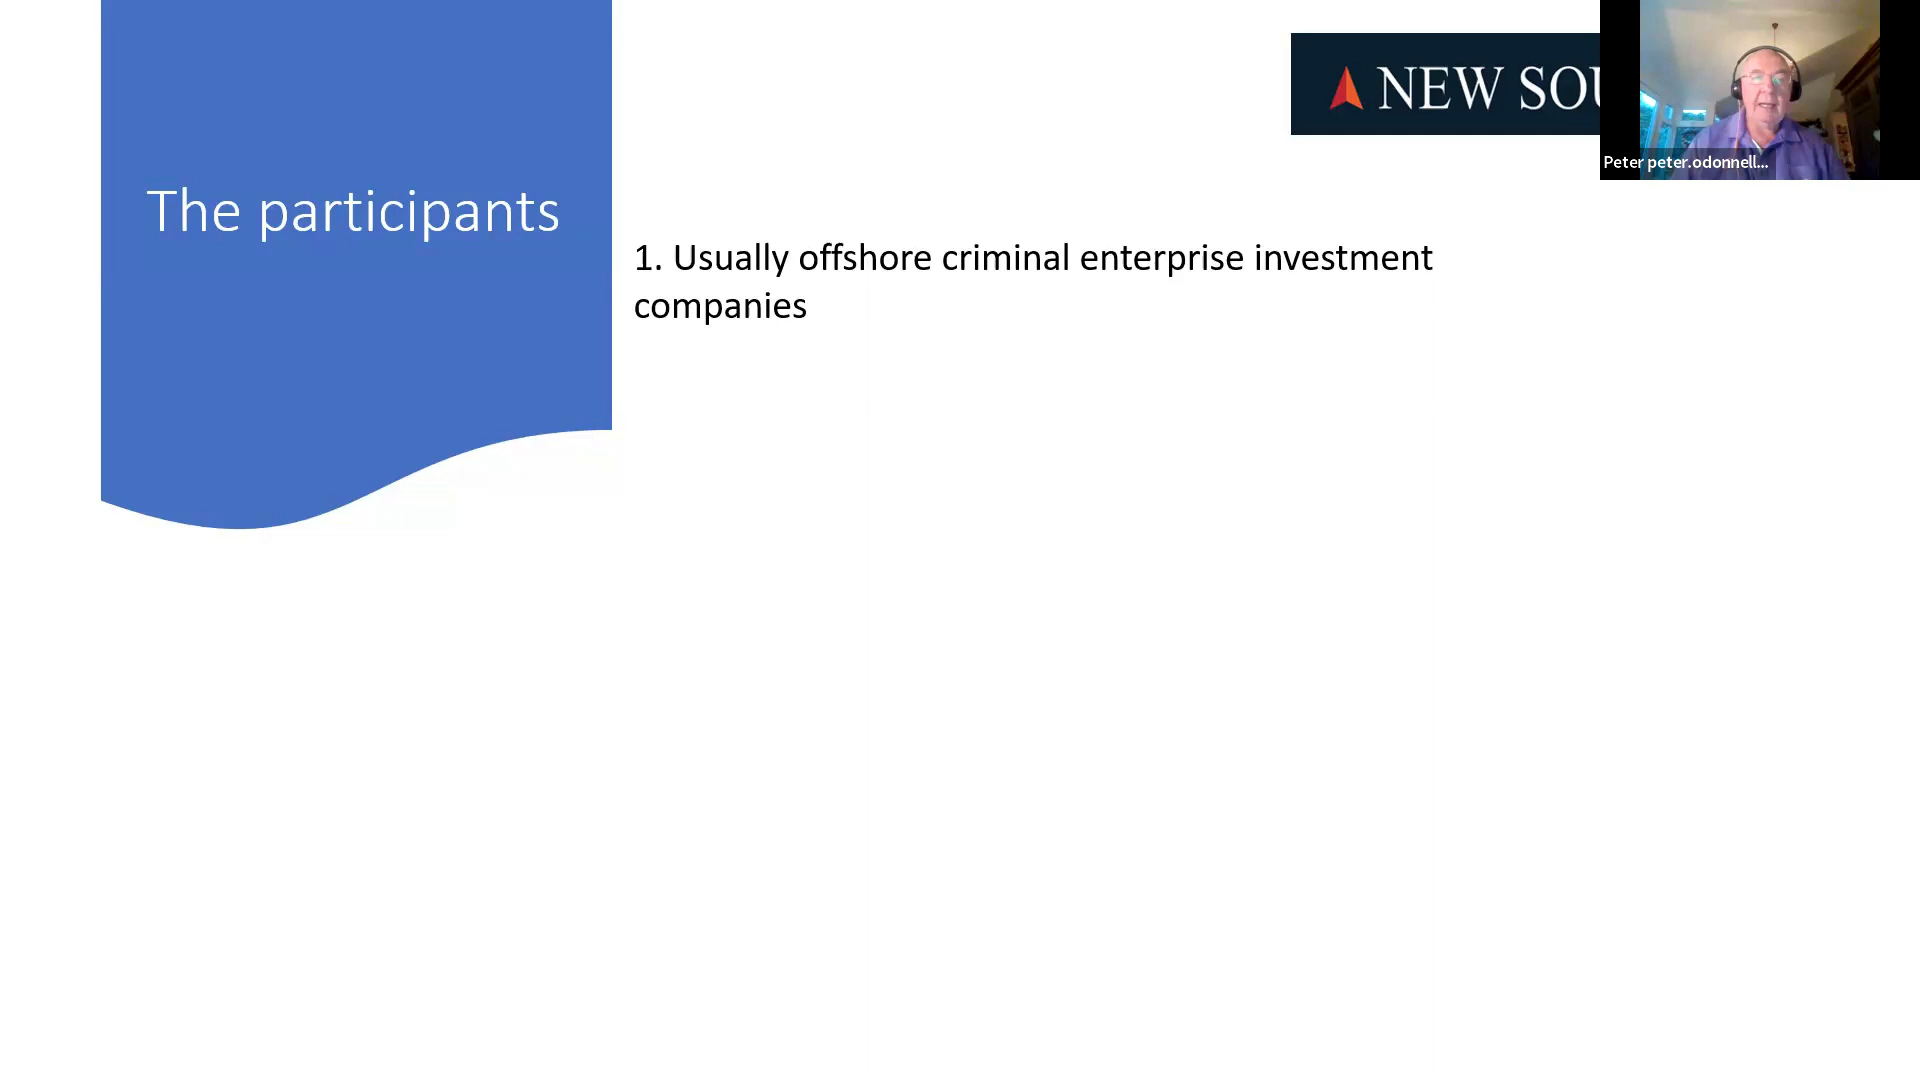 NEW SOU
Peter peter.odonnell...
The participants
1. Usually offshore criminal enterprise investment
companies